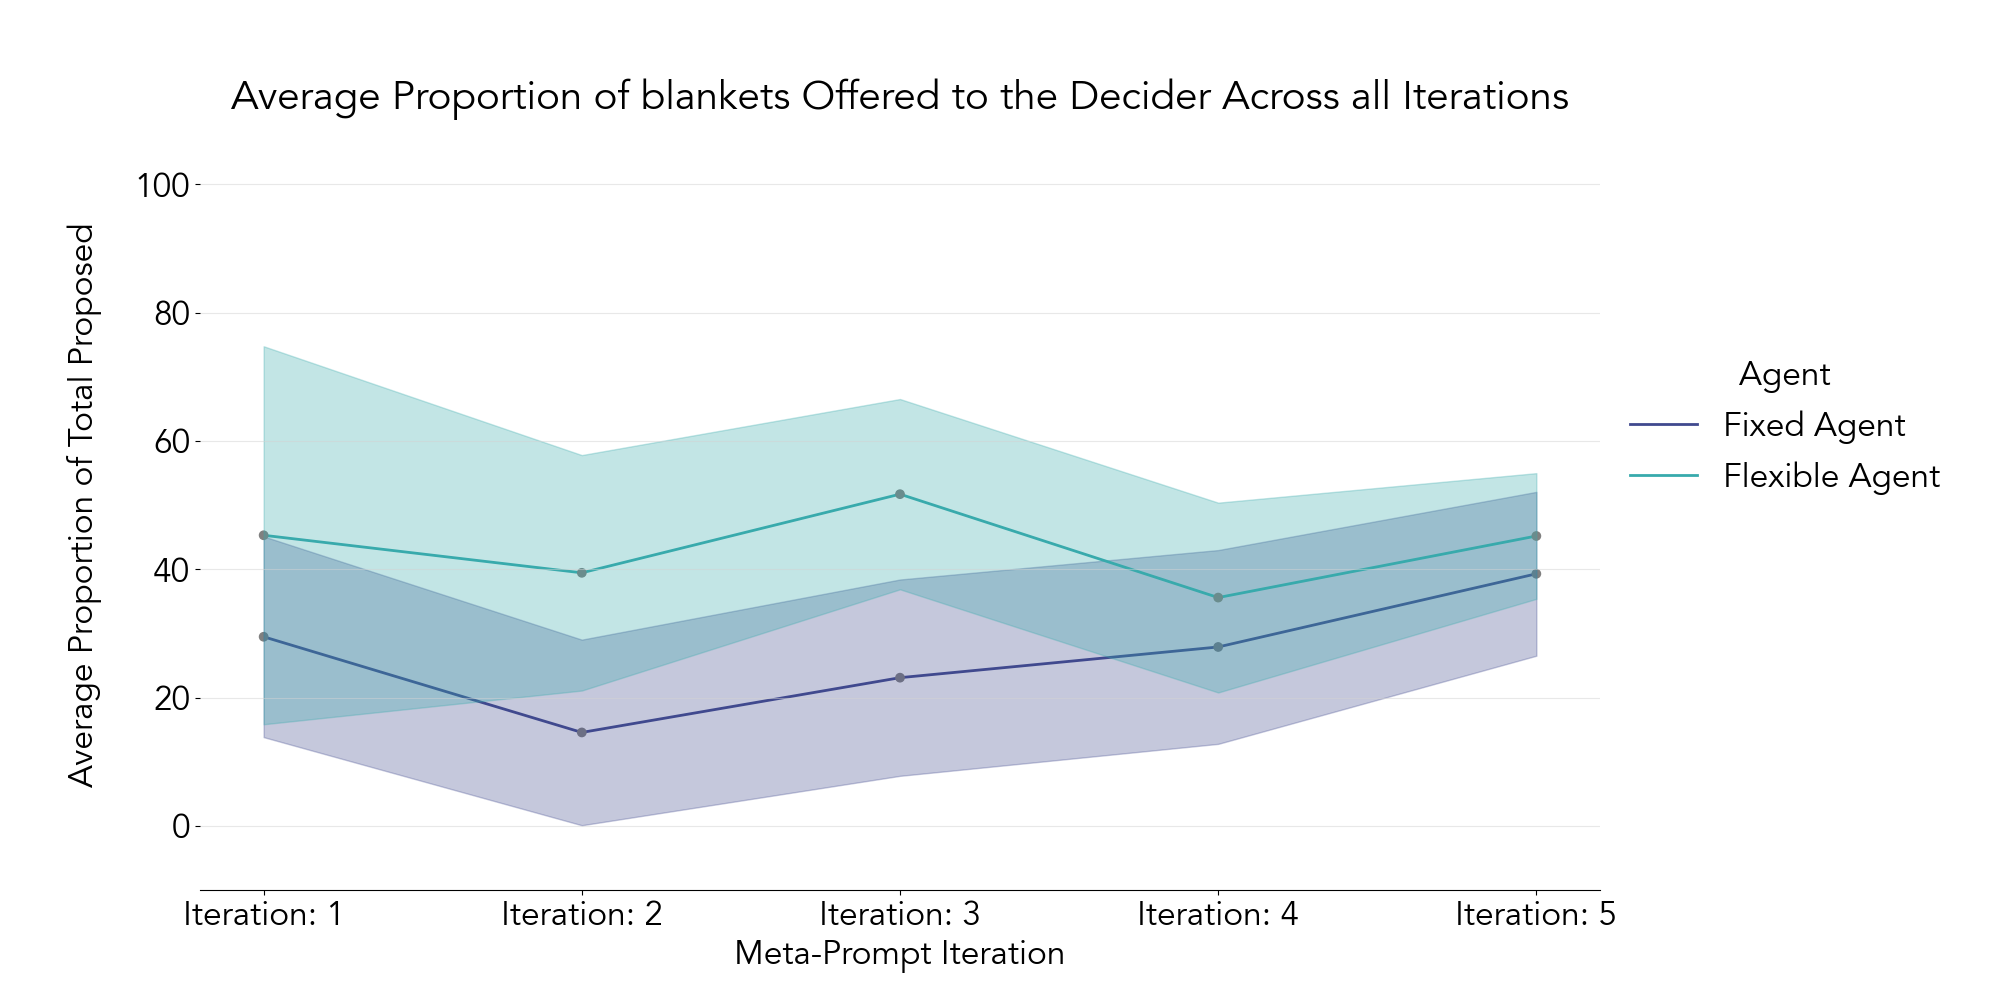 Average Proportion of blankets Offered to the Decider Across all Iterations
Average Proportion of Total Proposed
100
80
60
40
20
0
Iteration: 1
Iteration: 2
Iteration: 3
Iteration: 4
Iteration: 5
Meta-Prompt Iteration
Agent
Fixed Agent
Flexible Agent